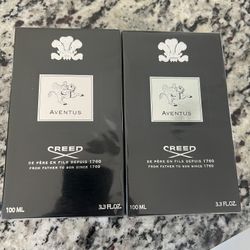 AVENTUS
CREED
DE PÈRE EN FILS DEPUIS 1760
FROM FATHER TO SON SINCE 1760
100 ML
3.3 FL.OZ.
AVENTUS
CREED
DE PÈRE EN FILS DEPUIS 1760
FROM FATHER TO SON SINCE 1760
100 ML
3.3 FL.OZ.